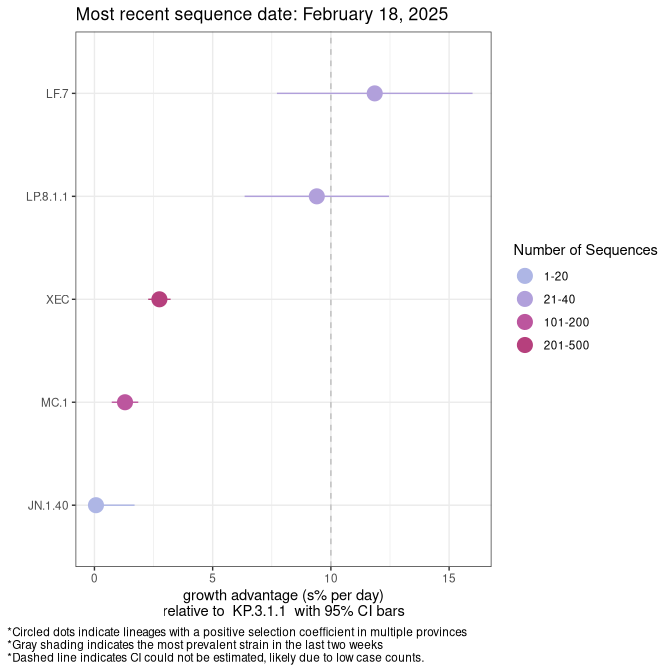 Most recent sequence date: February 18, 2025
LF.7
LP.8.1.1
XEC
MC.1
JN.1.40
0 5 10 15
growth advantage (s% per day)
relative to KP.3.1.1 with 95% CI bars
Number of Sequences
1-20
21-40
101-200
201-500
*Circled dots indicate lineages with a positive selection coefficient in multiple provinces
*Gray shading indicates the most prevalent strain in the last two weeks
*Dashed line indicates CI could not be estimated, likely due to low case counts.